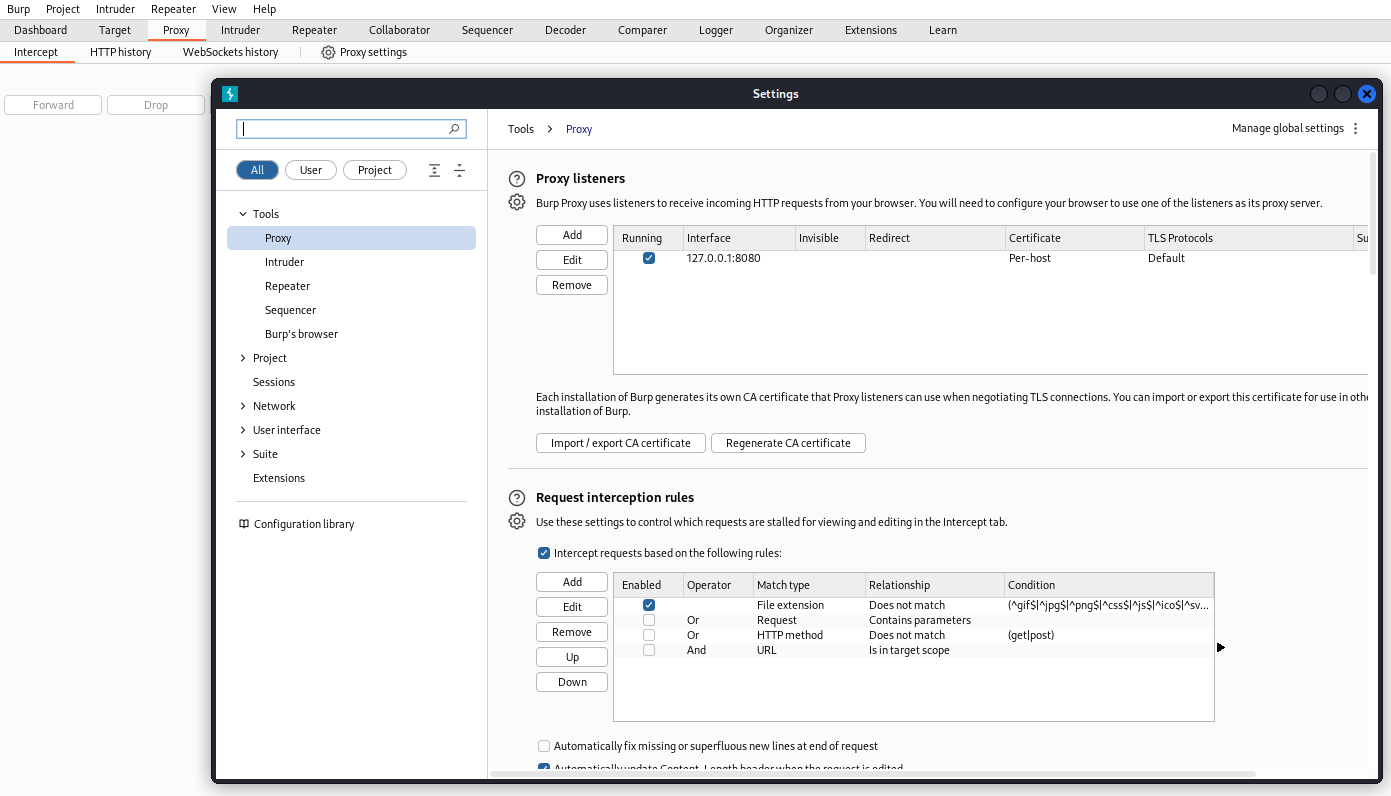 Burp Project Intruder Repeater View Help
Dashboard Target Proxy Intruder Repeater Collaborator Sequencer Decoder Comparer Logger Organizer Extensions Learn
Intercept HTTP history WebSockets history Proxy settings
Forward Drop
Settings
Tools > Proxy
Manage global settings
All User Project
Tools
Proxy
Intruder
Repeater
Sequencer
Burp's browser
Project
Sessions
Network
User interface
Suite
Extensions
Configuration library
Proxy listeners
Burp Proxy uses listeners to receive incoming HTTP requests from your browser. You will need to configure your browser to use one of the listeners as its proxy server.
Add
Edit
Remove
Running Interface Invisible Redirect Certificate TLS Protocols Su
127.0.0.1:8080 Per-host Default
Each installation of Burp generates its own CA certificate that Proxy listeners can use when negotiating TLS connections. You can import or export this certificate for use in othe
installation of Burp.
Import / export CA certificate Regenerate CA certificate
Request interception rules
Use these settings to control which requests are stalled for viewing and editing in the Intercept tab.
Intercept requests based on the following rules:
Add
Edit
Remove
Up
Down
Enabled Operator Match type Relationship Condition
File extension Does not match (^gif$|^jpg$|^png$|^css$|^js$|^ico$|^sv...
Or Request Contains parameters
Or HTTP method Does not match (get|post)
And URL Is in target scope
Automatically fix missing or superfluous new lines at end of request
Automatically update Content-Length header when the request is edited